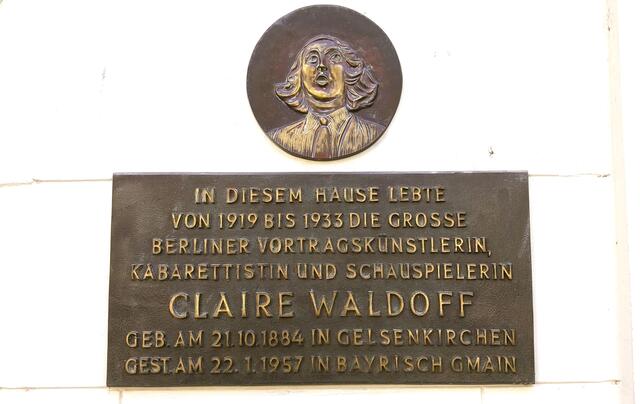 IN DIESEM HAUSE LEBTE
VON 1919 BIS 1933 DIE GROSSE
BERLINER VORTRAGSKÜNSTLERIN,
KABARETTISTIN UND SCHAUSPIELERIN
CLAIRE WALDOFF
GEB. AM 21.10.1884 IN GELSENKIRCHEN
GEST. AM 22.1.1957 IN BAYRISCH GMAIN